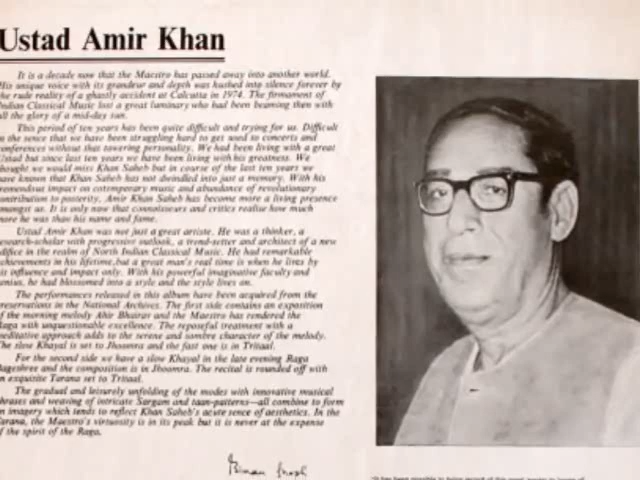 Ustad Amir Khan
It is a decade now that the Maestro has passed away into another world.
His unique voice with its grandeur and depth was hushed into silence forever by
the rude reality of a ghastly accident at Calcutta in 1974. The firmament of
Indian Classical Music lost a great luminary who had been beaming then with
all the glory of a mid-day sun.
This period of ten years has been quite difficult and trying for us. Difficult
in the sence that we have been struggling hard to get used to concerts and
conferences without that towering personality. We had been living with a great
Ustad but since last ten years we have been living with his greatness. We
thought we would miss Khan Saheb but in course of the last ten years we
have known that Khan Saheb has not dwindled into just a memory. With his
tremendous impact on cotemporary music and abundance of revolutionary
contribution to posterity, Amir Khan Saheb has become more a living presence
amongst us. It is only now that connoisseurs and critics realise how much
more he was than his name and fame.
Ustad Amir Khan was not just a great artiste. He was a thinker, a
research-scholar with progressive outlook, a trend-setter and architect of a new
edifice in the realm of North Indian Classical Music. He had remarkable
achievements in his lifetime, but a great man's real time is when he lives by
his influence and impact only. With his powerful imaginative faculty and
genius, he had blossomed into a style and the style lives on.
The performances released in this album have been acquired from the
reservations in the National Archives. The first side contains an exposition
of the morning melody Ahir Bhairav and the Maestro has rendered the
Raga with unquestionable excellence. The reposeful treatment with a
meditative approach adds to the serene and sombre character of the melody.
The slow Khayal is set to Jhoomra and the fast one is in Tritaal.
For the second side we have a slow Khayal in the late evening Raga
Bageshree and the composition is in Jhoomra. The recital is rounded off with
an exquisite Tarana set to Tritaal.
The gradual and leisurely unfolding of the modes with innovative musical
phrases and weaving of intricate Sargam and taan-patterns—all combine to form
an imagery which tends to reflect Khan Saheb's acute sence of aesthetics. In the
Tarana, the Maestro's virtuosity is in its peak but it is never at the expense
of the spirit of the Raga.